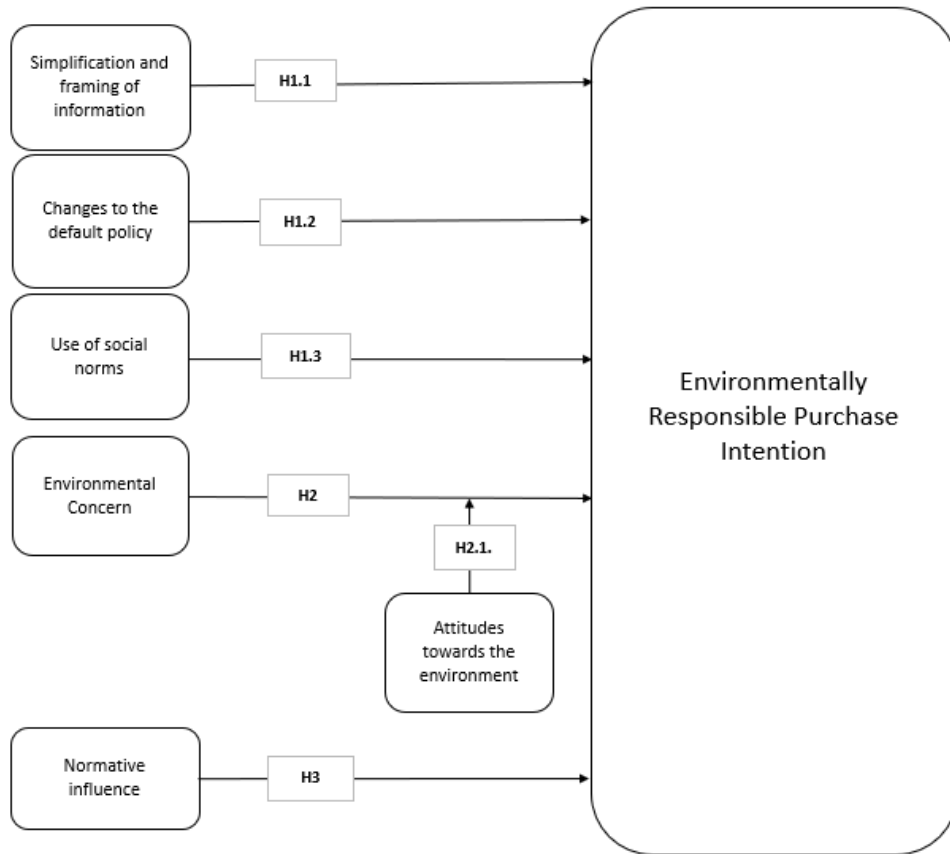 Simplification and
framing of
information
H1.1
Changes to the
default policy
H1.2
Use of social
norms
H1.3
Environmental
Concern
H2
H2.1.
Attitudes
towards the
environment
Normative
influence
H3
Environmentally
Responsible Purchase
Intention